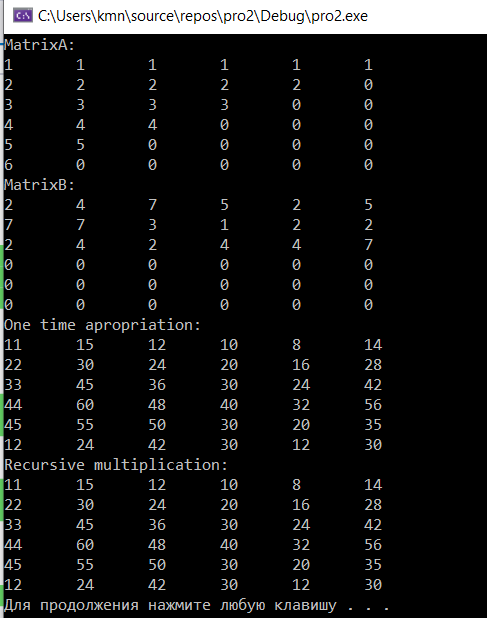 C:\Users\kmn\source\repos\pro2\Debug\pro2.exe
MatrixA:
1 1 1 1 1 1
2 2 2 2 2 0
3 3 3 3 0 0
4 4 4 0 0 0
5 5 0 0 0 0
6 0 0 0 0 0
MatrixB:
2 4 7 5 2 5
7 7 3 1 2 2
2 4 2 4 4 7
0 0 0 0 0 0
0 0 0 0 0 0
0 0 0 0 0 0
One time apropriation:
11 15 12 10 8 14
22 30 24 20 16 28
33 45 36 30 24 42
44 60 48 40 32 56
45 55 50 30 20 35
12 24 42 30 12 30
Recursive multiplication:
11 15 12 10 8 14
22 30 24 20 16 28
33 45 36 30 24 42
44 60 48 40 32 56
45 55 50 30 20 35
12 24 42 30 12 30
Для продолжения нажмите любую клавишу . . .